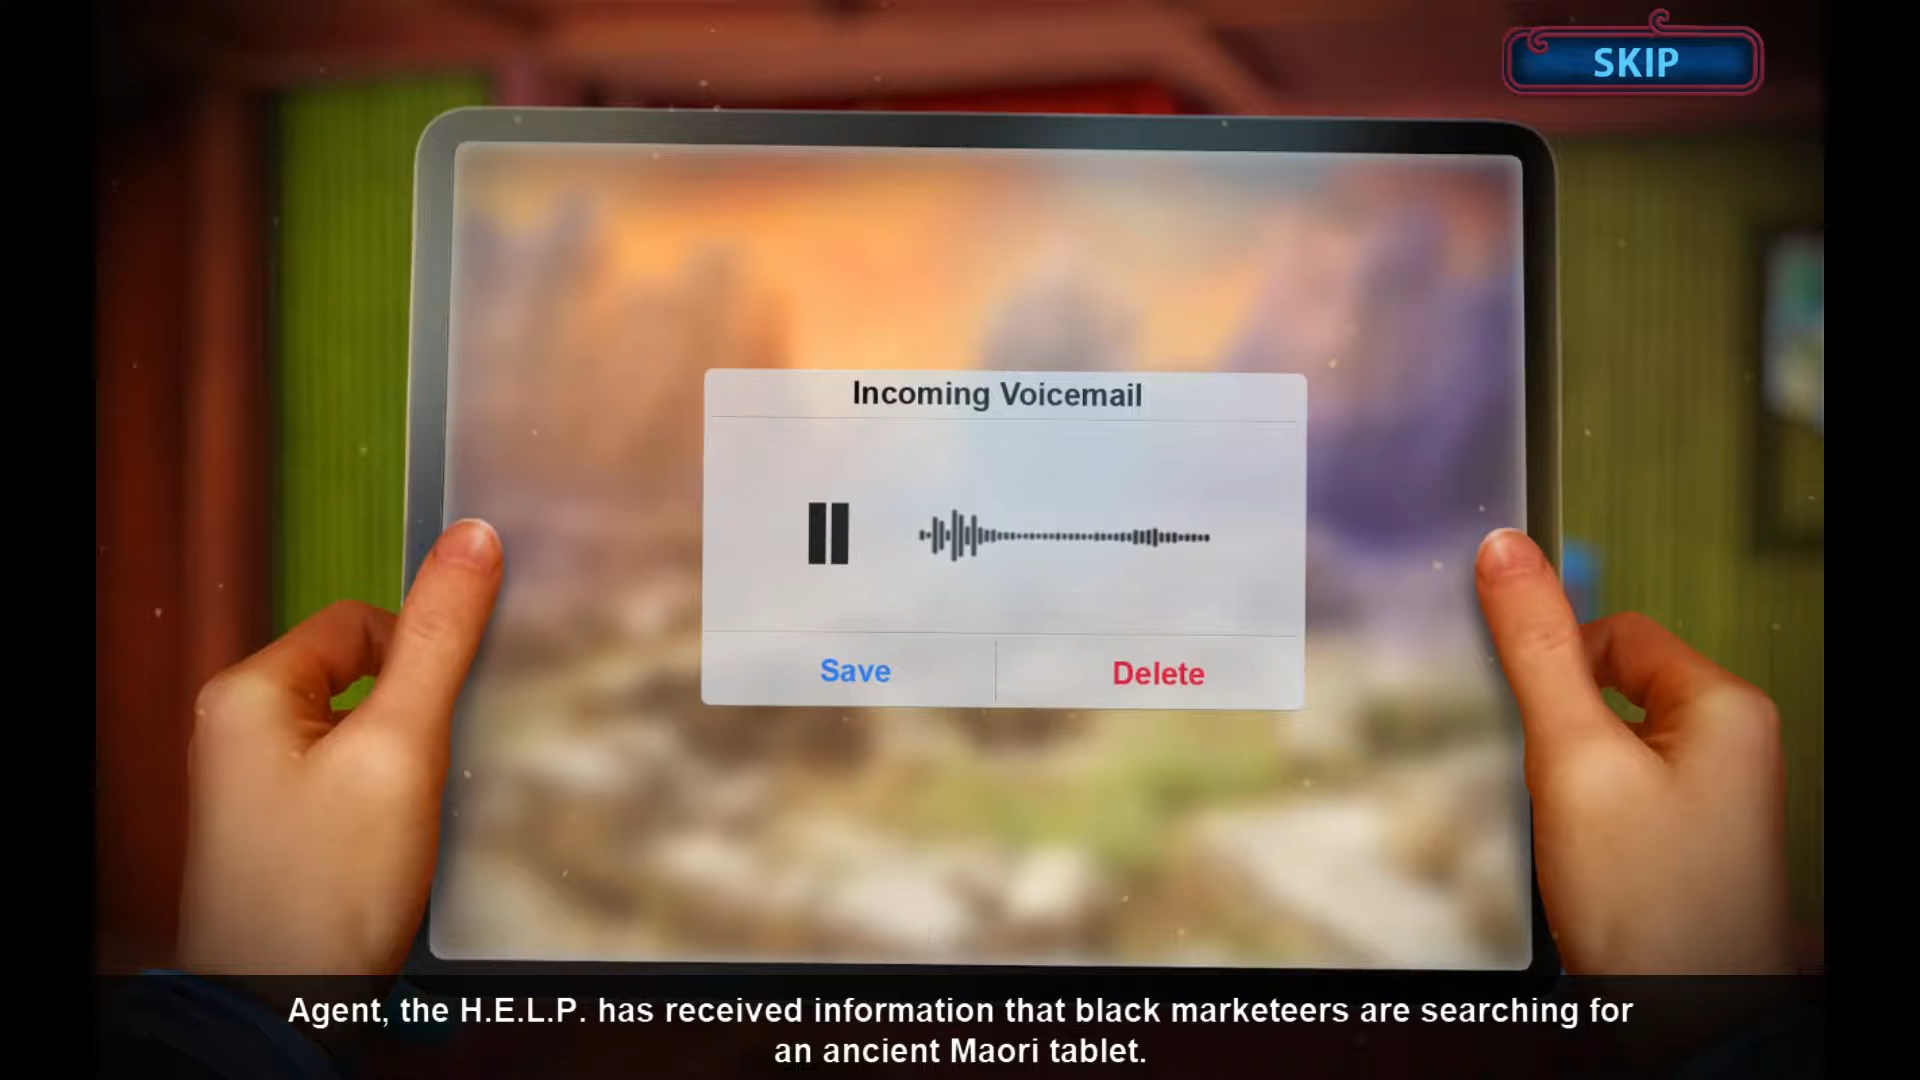 SKIP
Incoming Voicemail
Save
Delete
Agent, the H.E.L.P. has received information that black marketeers are searching for
an ancient Maori tablet.